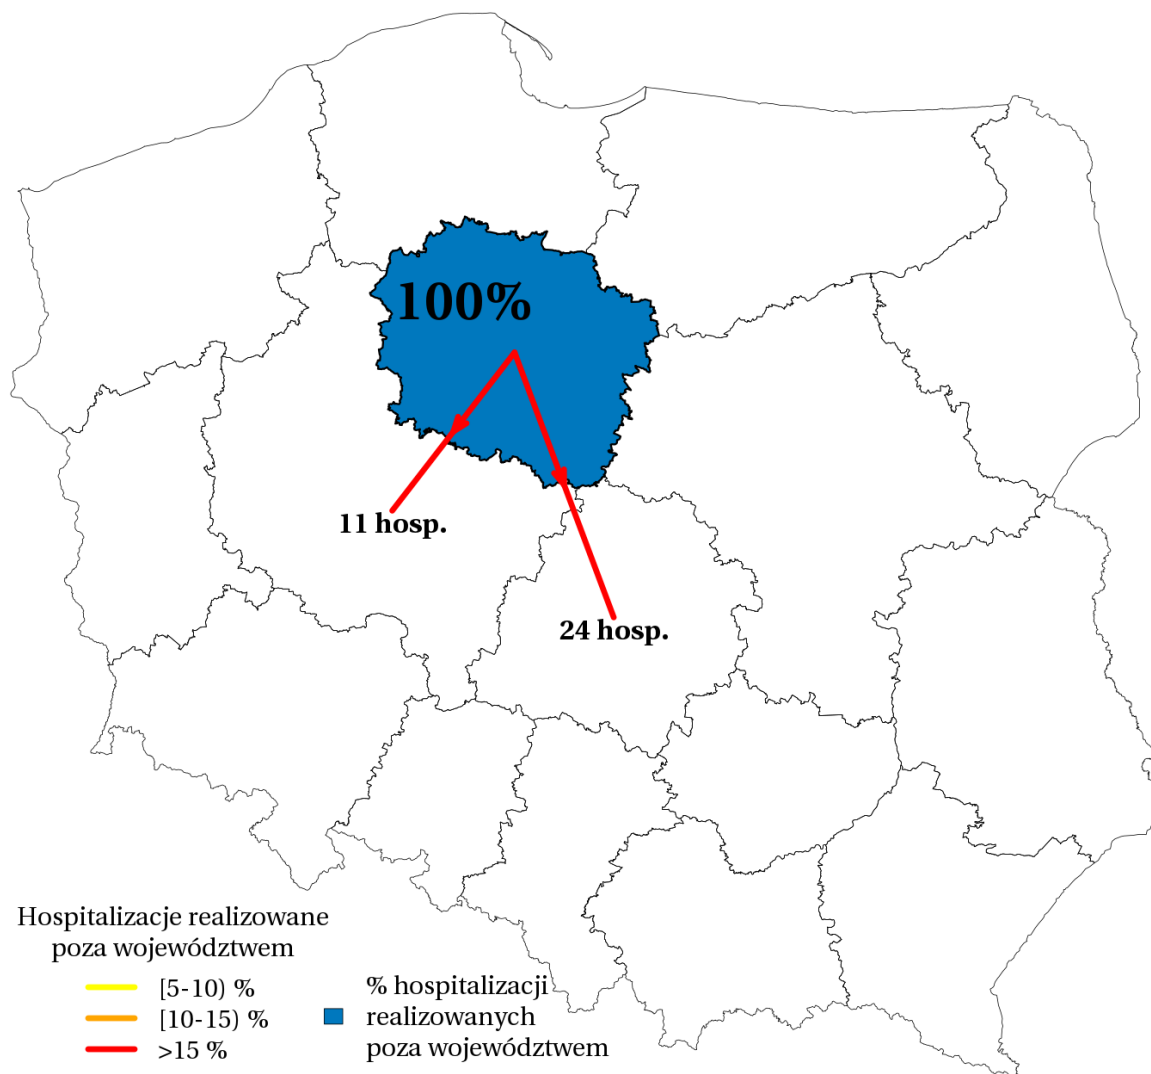 100%
11 hosp.
24 hosp.
Hospitalizacje realizowane
poza województwem
[5-10) %
[10-15) %
>15 %
% hospitalizacji
realizowanych
poza województwem